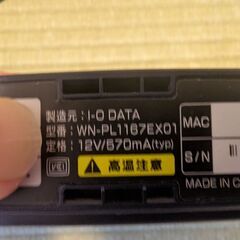 製造元: I-O DATA
型番: WN-PL1167EX01
定格: 12V/570mA(typ)
高温注意
MAC
S/N
MADE IN C